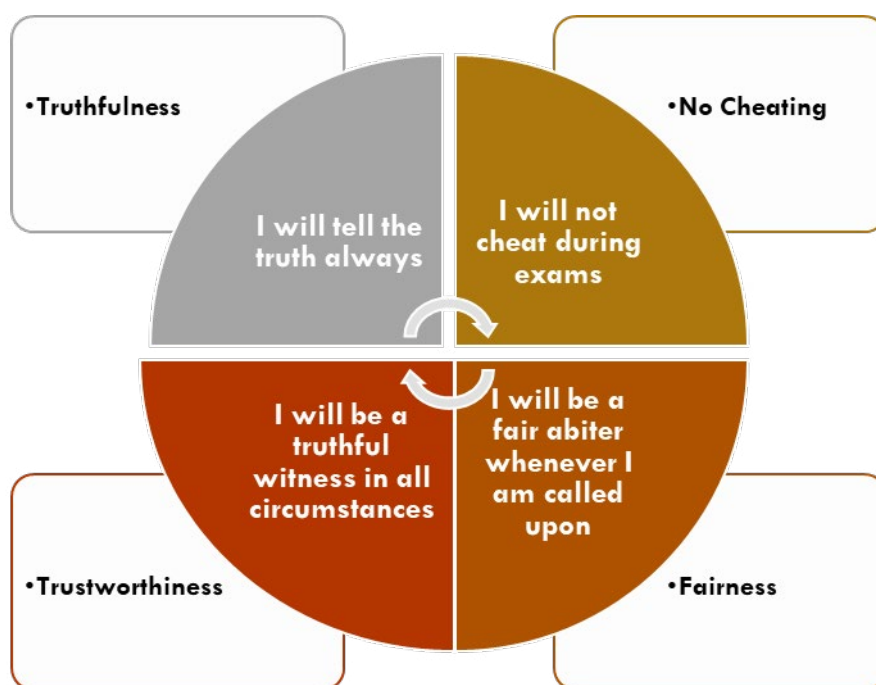 •Truthfulness
•No Cheating
I will tell the
truth always
I will not
cheat during
exams
I will be a
truthful
witness in all
circumstances
I will be a
fair abiter
whenever I
am called
upon
•Trustworthiness
•Fairness